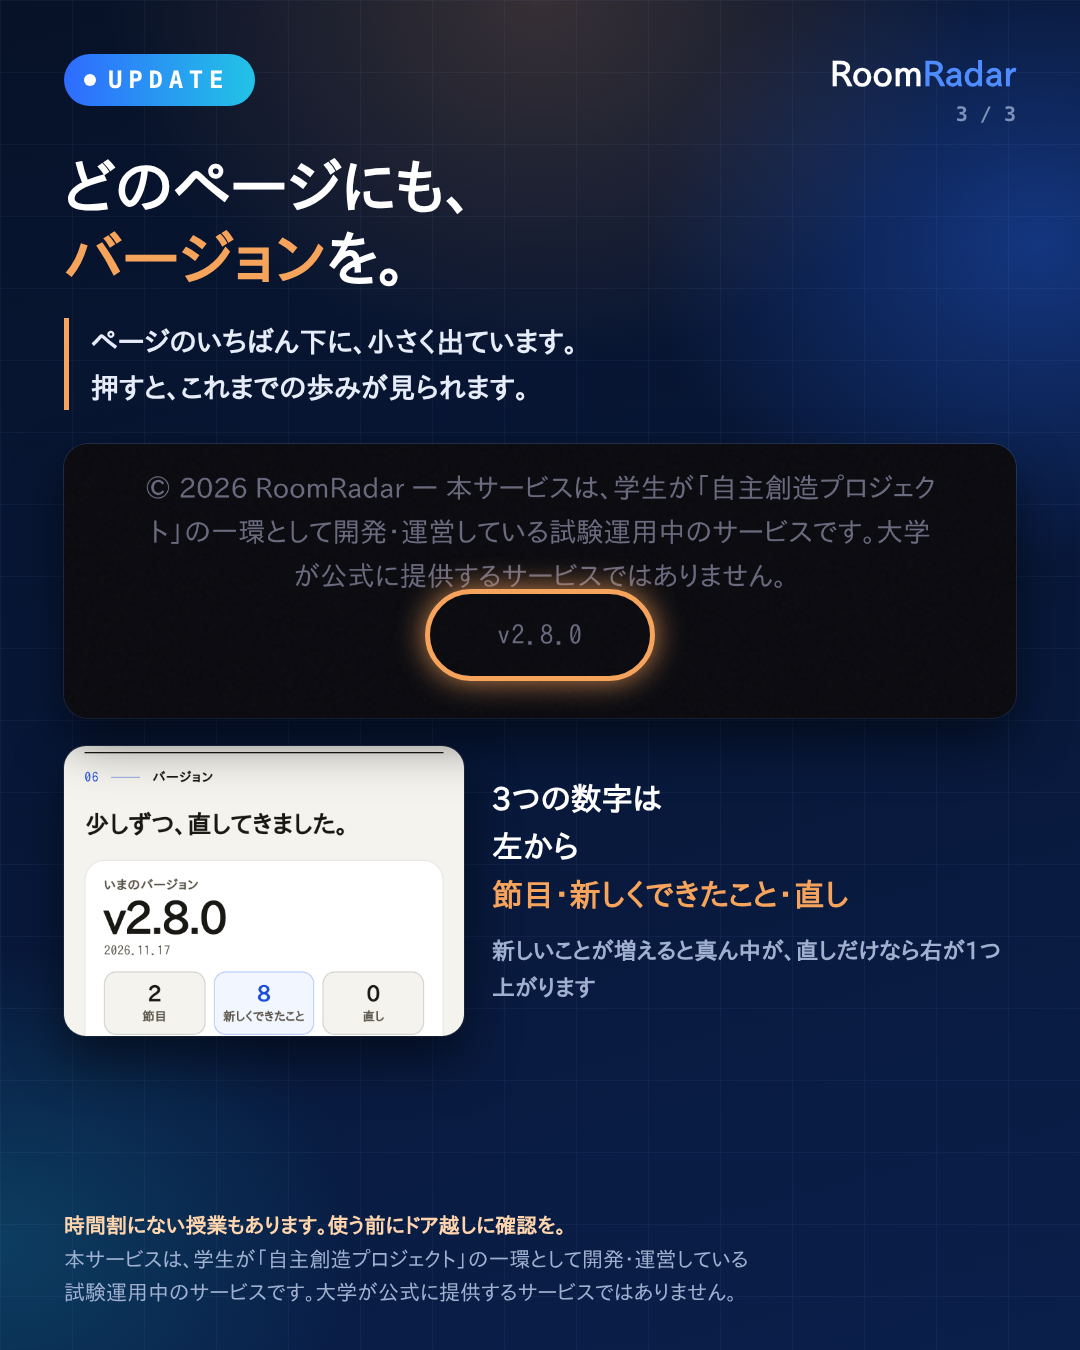 UPDATE
RoomRadar
3 / 3
どのページにも、
バージョンを。
ページのいちばん下に、小さく出ています。
押すと、これまでの歩みが見られます。
© 2026 RoomRadar — 本サービスは、学生が「自主創造プロジェク
ト」の一環として開発・運営している試験運用中のサービスです。大学
が公式に提供するサービスではありません。
v2.8.0
06 バージョン
少しずつ、直してきました。
いまのバージョン
v2.8.0
2026.11.17
2 8 0
節目 新しくできたこと 直し
3つの数字は
左から
節目・新しくできたこと・直し
新しいことが増えると真ん中が、直しだけなら右が1つ
上がります
時間割にない授業もあります。使う前にドア越しに確認を。
本サービスは、学生が「自主創造プロジェクト」の一環として開発・運営している
試験運用中のサービスです。大学が公式に提供するサービスではありません。